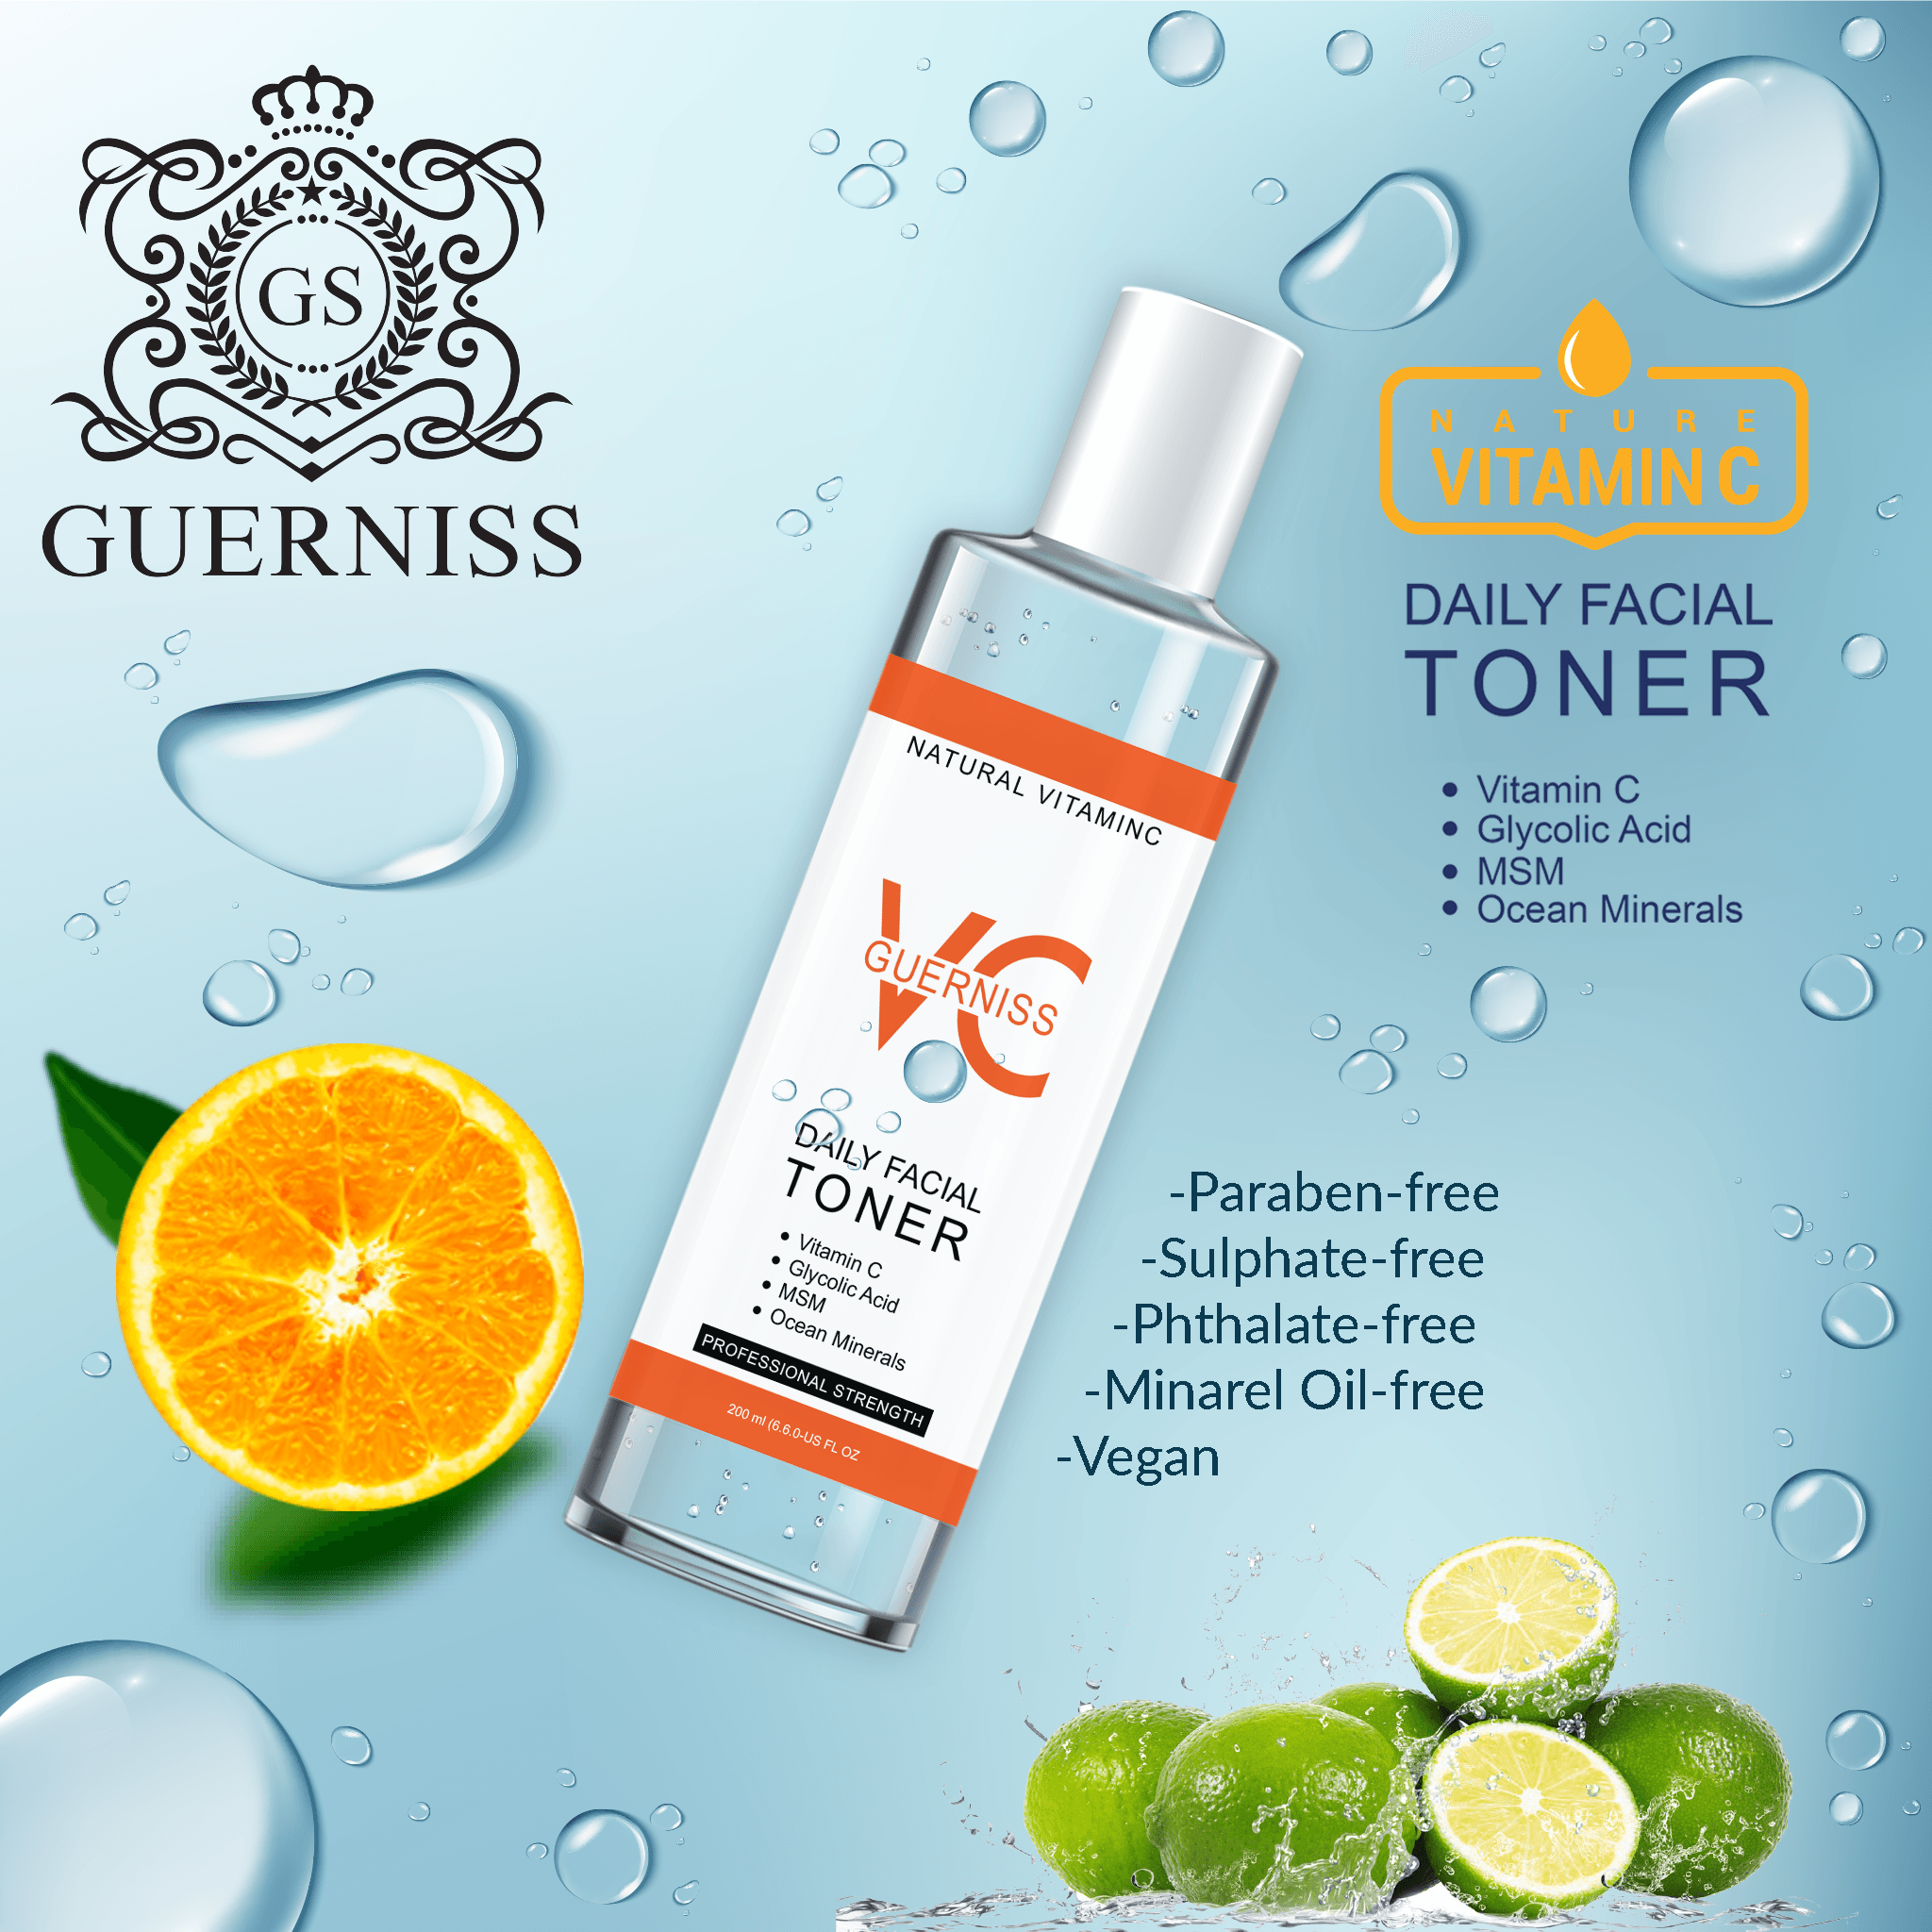 GS
GUERNISS
NATURE
VITAMIN C
DAILY FACIAL
TONER
• Vitamin C
• Glycolic Acid
• MSM
• Ocean Minerals
NATURAL VITAMINC
VC
GUERNISS
DAILY FACIAL
TONER
• Vitamin C
• Glycolic Acid
• MSM
• Ocean Minerals
PROFESSIONAL STRENGTH
200 ml (6.6.0-US FL OZ
-Paraben-free
-Sulphate-free
-Phthalate-free
-Minarel Oil-free
-Vegan